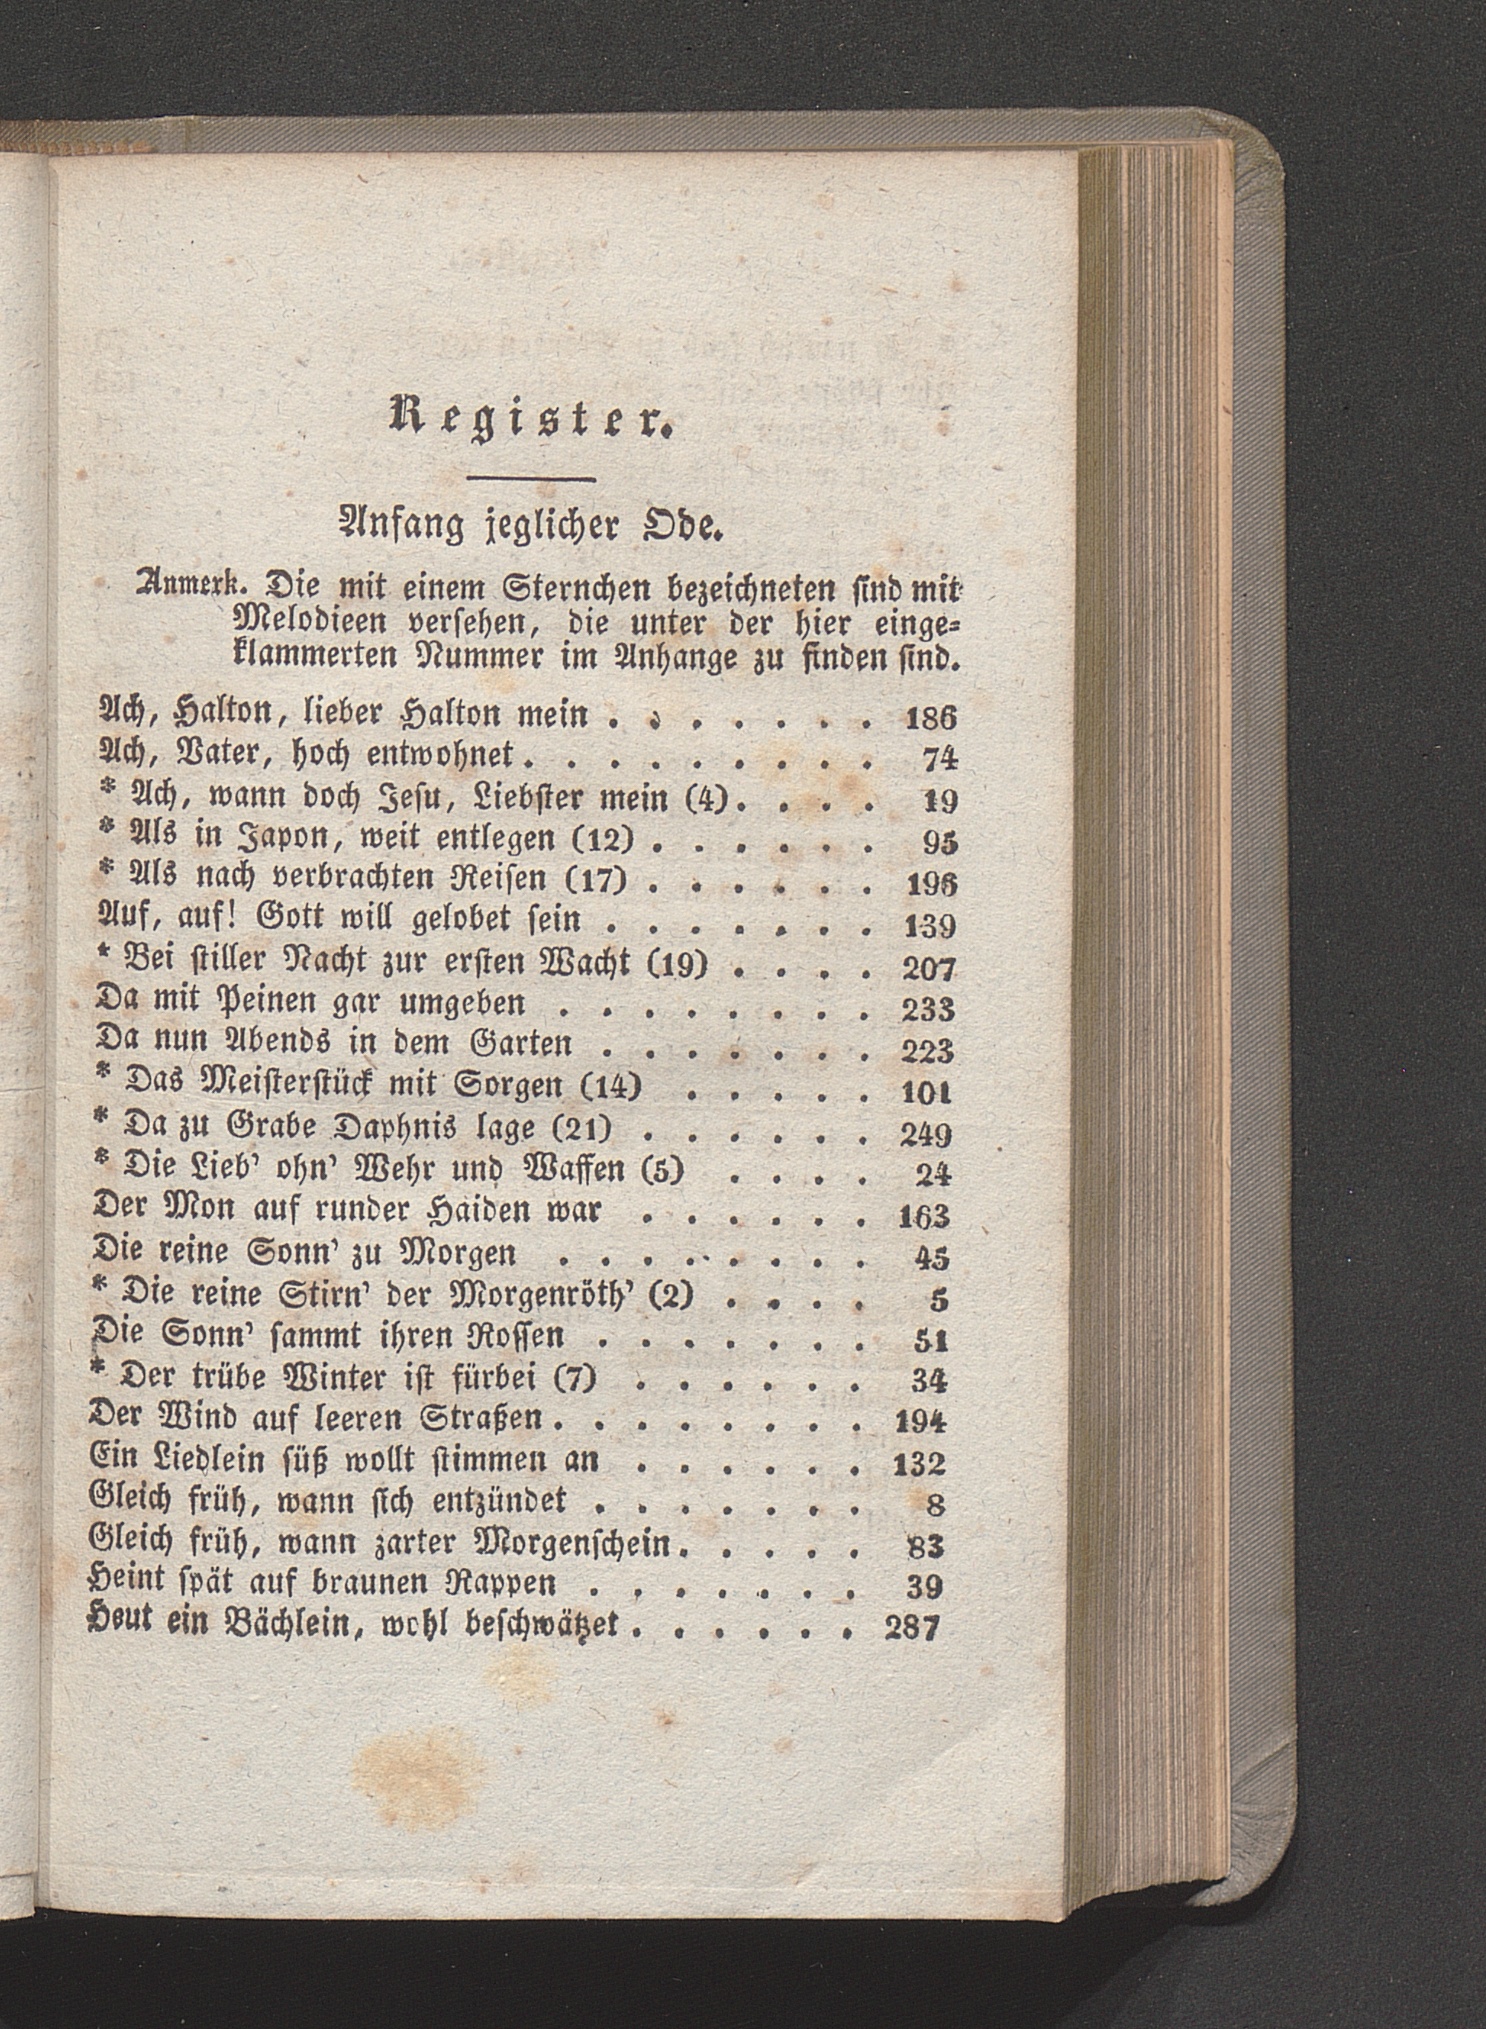 Register.
Anfang jeglicher Ode.
Anmerk. Die mit einem Sternchen bezeichneten sind mit
Melodieen versehen, die unter der hier einge-
klammerten Nummer im Anhange zu finden sind.
Ach, Halton, lieber Halton mein . . . . . . . 186
Ach, Vater, hoch entwohnet . . . . . . . . . 74
* Ach, wann doch Jesu, Liebster mein (4) . . . . 19
* Als in Japon, weit entlegen (12) . . . . . . 95
* Als nach verbrachten Reisen (17) . . . . . . 196
Auf, auf! Gott will gelobet sein . . . . . . . 139
* Bei stiller Nacht zur ersten Wacht (19) . . . . 207
Da mit Peinen gar umgeben . . . . . . . . 233
Da nun Abends in dem Garten . . . . . . . 223
* Das Meisterstück mit Sorgen (14) . . . . . 101
* Da zu Grabe Daphnis lage (21) . . . . . . 249
* Die Lieb' ohn' Wehr und Waffen (5) . . . . 24
Der Mon auf runder Haiden war . . . . . . 163
Die reine Sonn' zu Morgen . . . . . . . . 45
* Die reine Stirn' der Morgenröth' (2) . . . . 5
Die Sonn' sammt ihren Rossen . . . . . . . 51
* Der trübe Winter ist fürbei (7) . . . . . . 34
Der Wind auf leeren Straßen . . . . . . . . 194
Ein Liedlein süß wollt stimmen an . . . . . . 132
Gleich früh, wann sich entzündet . . . . . . . 8
Gleich früh, wann zarter Morgenschein . . . . . 83
Heint spät auf braunen Rappen . . . . . . . 39
Heut ein Bächlein, wohl beschwätzet . . . . . . 287